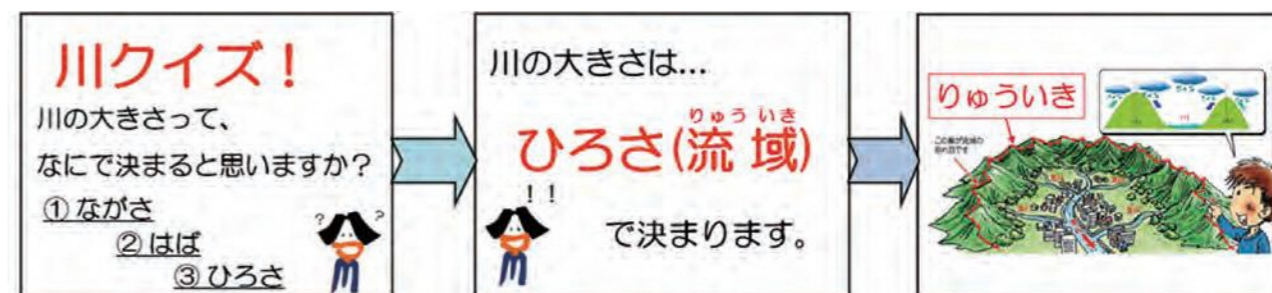 川クイズ!
川の大きさって、
なにで決まると思いますか?
① ながさ
② はば
③ ひろさ
? ?
川の大きさは…
りゅう いき
ひろさ(流 域)
! !
で決まります。
りゅういき